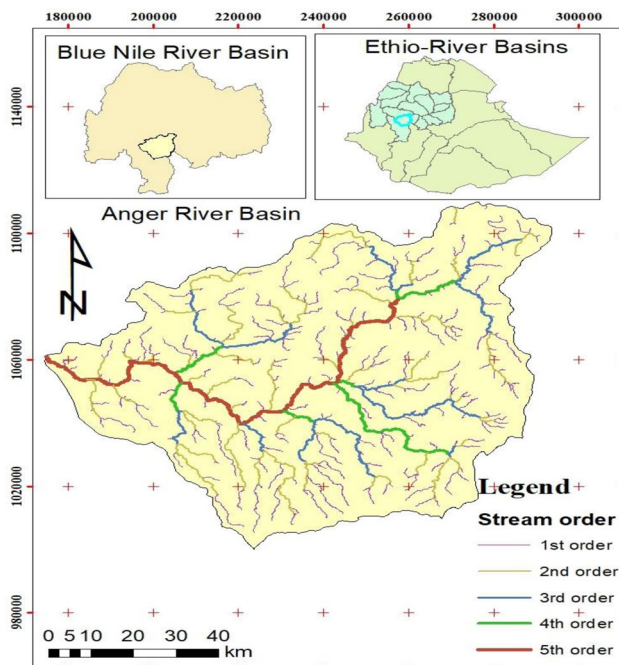 180000 200000 220000 240000 260000 280000 300000
Blue Nile River Basin
Ethio-River Basins
Anger River Basin
N
1140000
1100000
1060000
1020000
980000
Legend
Stream order
1st order
2nd order
3rd order
4th order
5th order
0 5 10 20 30 40
km